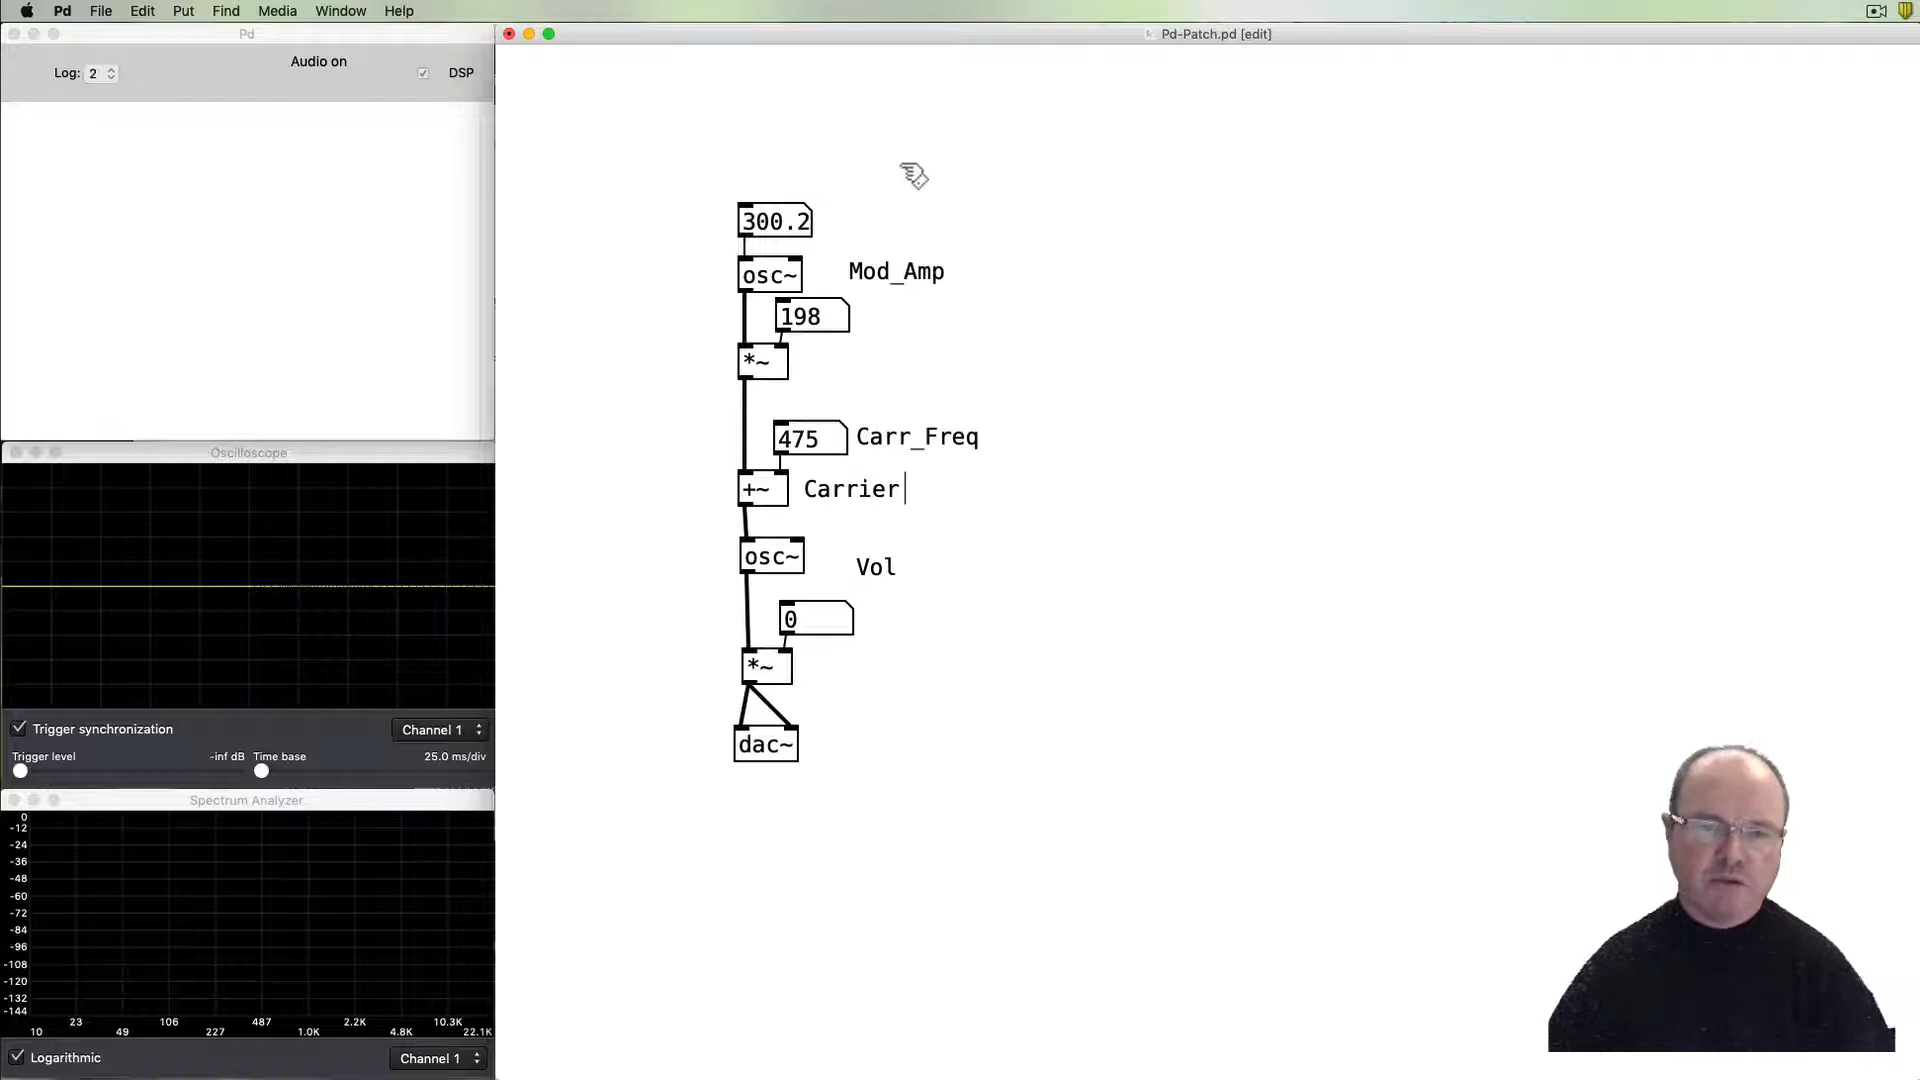 Pd File Edit Put Find Media Window Help
Pd
Pd-Patch.pd [edit]
Audio on
Log: 2
DSP
300.2
osc~
Mod_Amp
198
*~
475
Carr_Freq
+~
Carrier
osc~
Vol
0
*~
dac~
Oscilloscope
Trigger synchronization
Channel 1
Trigger level -inf dB Time base 25.0 ms/div
Spectrum Analyzer
0
-12
-24
-36
-48
-60
-72
-84
-96
-108
-120
-132
-144
23 106 487 2.2K 10.3K
10 49 227 1.0K 4.8K 22.1K
Logarithmic
Channel 1